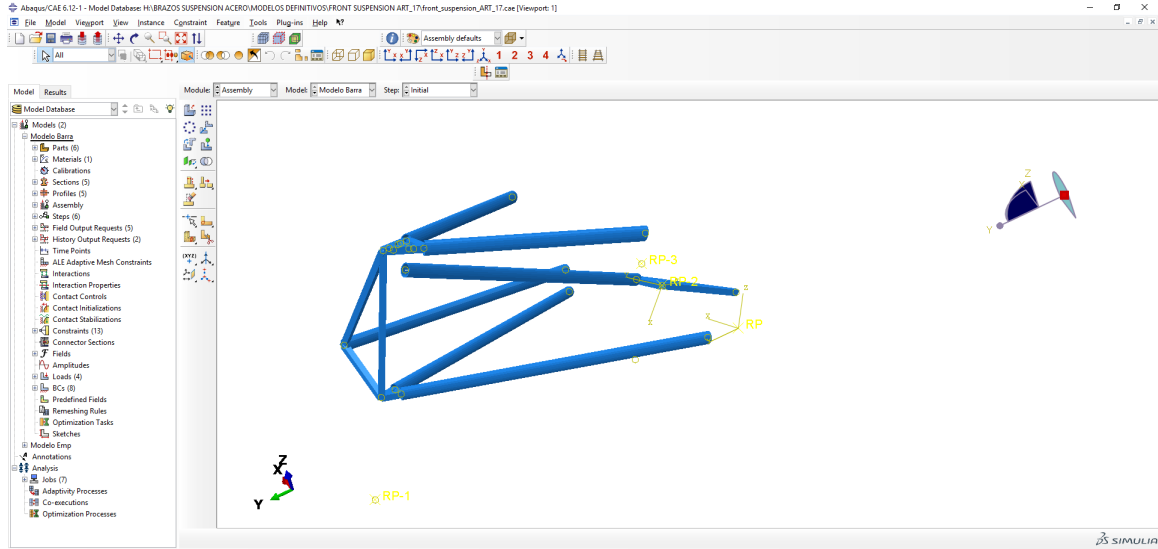 Abaqus/CAE 6.12-1 - Model Database: H:\BRAZOS SUSPENSION ACERO\MODELOS DEFINITIVOS\FRONT SUSPENSION ART_17\front_suspension_ART_17.cae [Viewport: 1]
File Model Viewport View Instance Constraint Feature Tools Plug-ins Help
Assembly defaults
All
1 2 3 4
Model Results
Module: Assembly Model: Modelo Barra Step: Initial
Model Database
Models (2)
Modelo Barra
Parts (6)
Materials (1)
Calibrations
Sections (5)
Profiles (5)
Assembly
Steps (6)
Field Output Requests (5)
History Output Requests (2)
Time Points
ALE Adaptive Mesh Constraints
Interactions
Interaction Properties
Contact Controls
Contact Initializations
Contact Stabilizations
Constraints (13)
Connector Sections
Fields
Amplitudes
Loads (4)
BCs (8)
Predefined Fields
Remeshing Rules
Optimization Tasks
Sketches
Modelo Emp
Annotations
Analysis
Jobs (7)
Adaptivity Processes
Co-executions
Optimization Processes
(XYZ)
Z
X
Y
RP-3
RP-2
z
X
RP
x
RP-1
Z
X
Y
SIMULIA